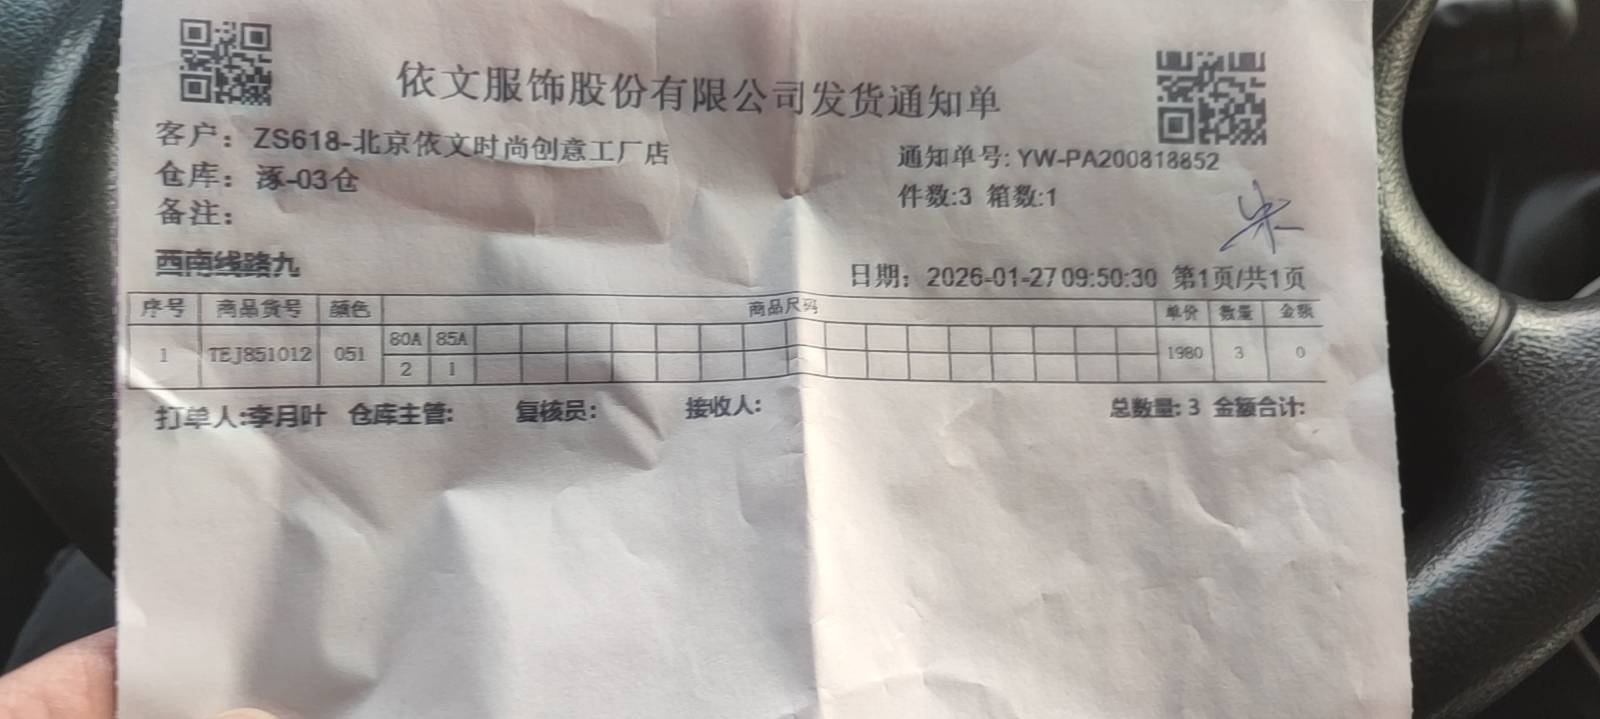 依文服饰股份有限公司发货通知单
客户：ZS618-北京依文时尚创意工厂店
通知单号: YW-PA200818852
仓库：涿-03仓
件数:3 箱数:1
备注：
西南线路九
日期：2026-01-27 09:50:30 第1页/共1页
序号 商品货号 颜色 商品尺码 单价 数量 金额
80A 85A
1 TEJ851012 051 2 1 1980 3 0
打单人:李月叶 仓库主管: 复核员: 接收人: 总数量: 3 金额合计: